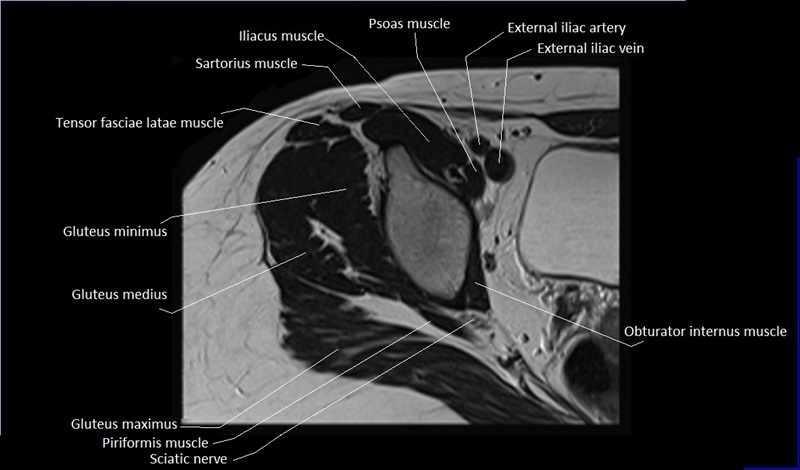 Psoas muscle
External iliac artery
Iliacus muscle
External iliac vein
Sartorius muscle
Tensor fasciae latae muscle
Gluteus minimus
Gluteus medius
Obturator internus muscle
Gluteus maximus
Piriformis muscle
Sciatic nerve